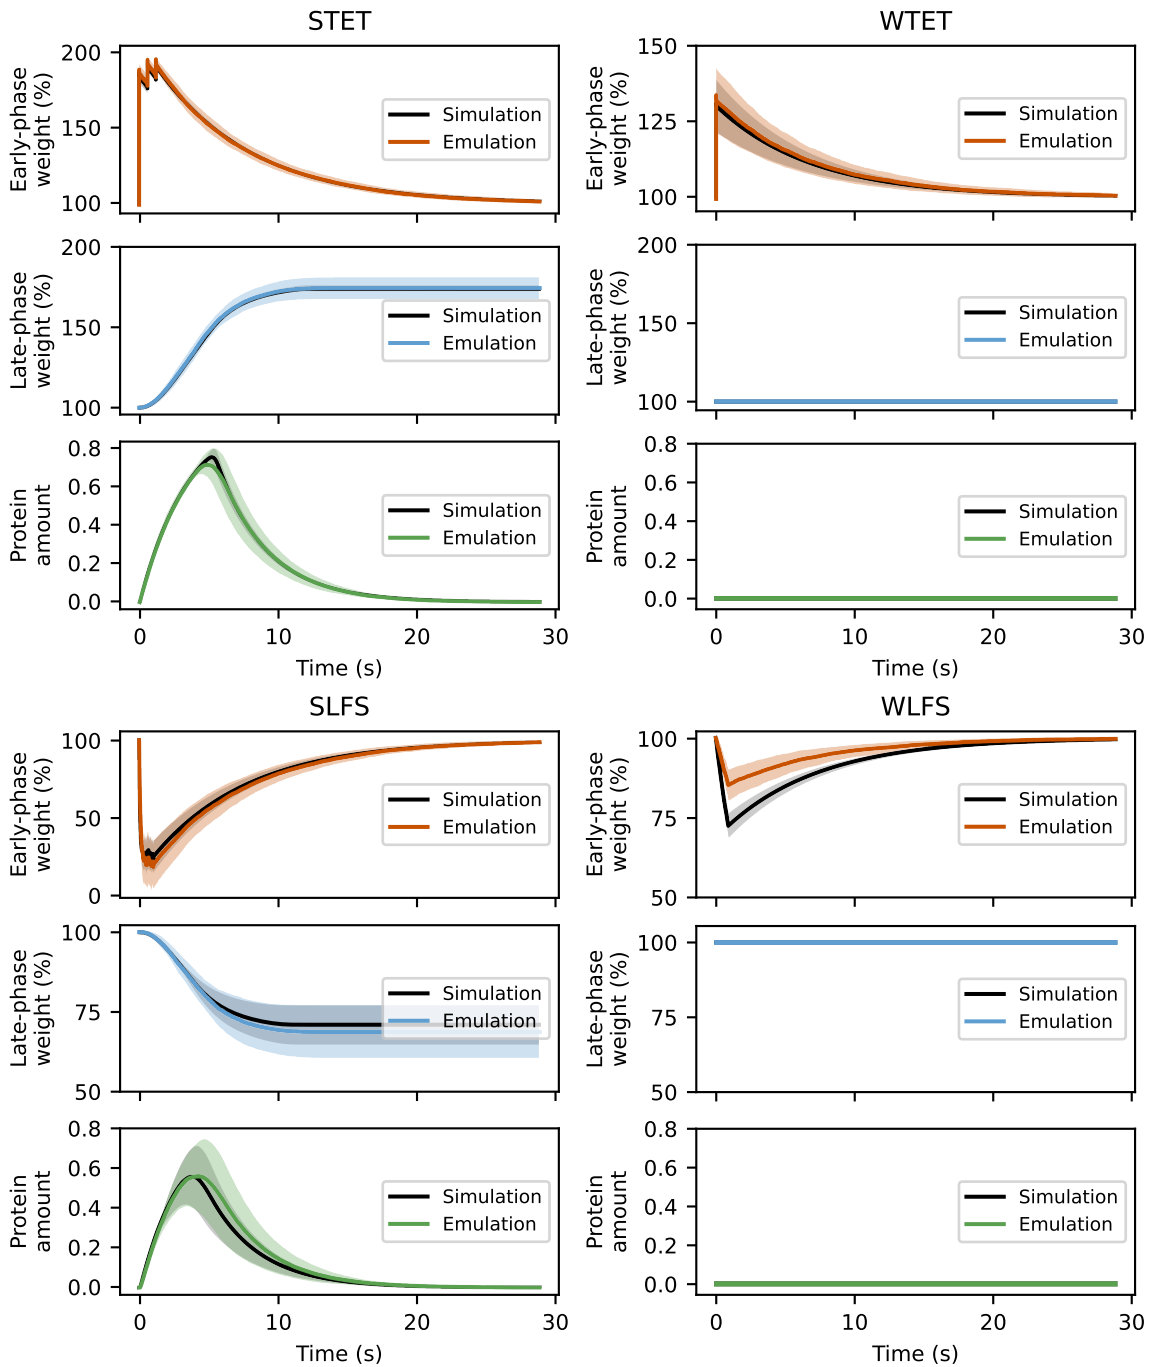 STET
Early-phase
weight (%)
200
150
100
Simulation
Emulation
Late-phase
weight (%)
200
150
100
Simulation
Emulation
Protein
amount
0.8
0.6
0.4
0.2
0.0
Simulation
Emulation
0 10 20 30
Time (s)
WTET
Early-phase
weight (%)
150
125
100
Simulation
Emulation
Late-phase
weight (%)
200
150
100
Simulation
Emulation
Protein
amount
0.8
0.6
0.4
0.2
0.0
Simulation
Emulation
0 10 20 30
Time (s)
SLFS
Early-phase
weight (%)
100
50
0
Simulation
Emulation
Late-phase
weight (%)
100
75
50
Simulation
Emulation
Protein
amount
0.8
0.6
0.4
0.2
0.0
Simulation
Emulation
0 10 20 30
Time (s)
WLFS
Early-phase
weight (%)
100
75
50
Simulation
Emulation
Late-phase
weight (%)
100
75
50
Simulation
Emulation
Protein
amount
0.8
0.6
0.4
0.2
0.0
Simulation
Emulation
0 10 20 30
Time (s)